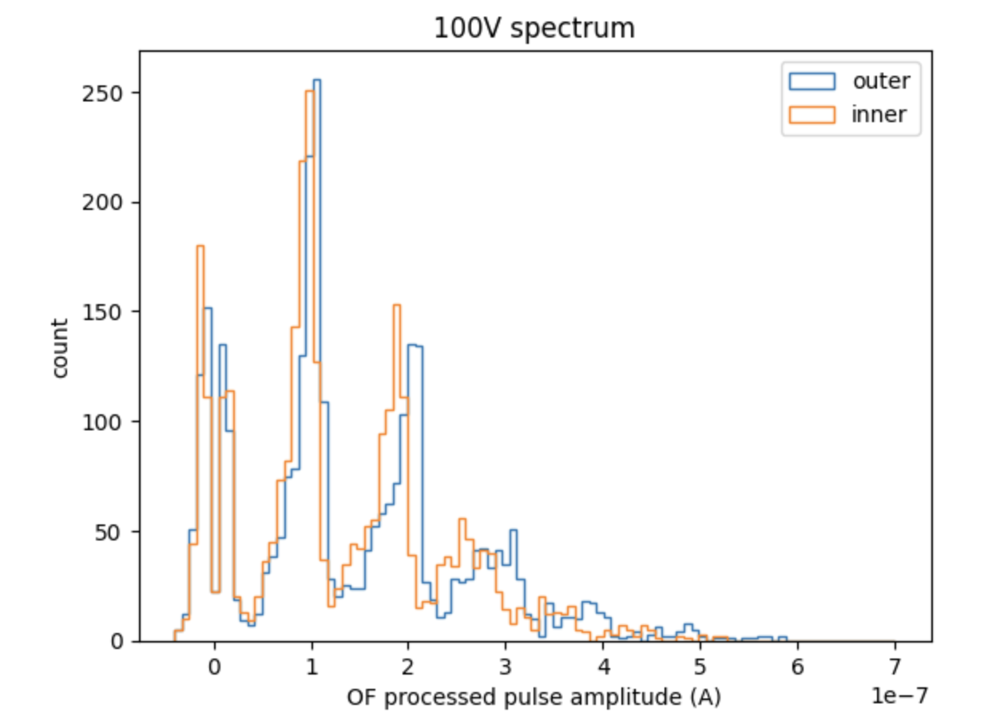 100V spectrum
outer
inner
250
200
150
100
50
0
count
0 1 2 3 4 5 6 7
1e−7
OF processed pulse amplitude (A)